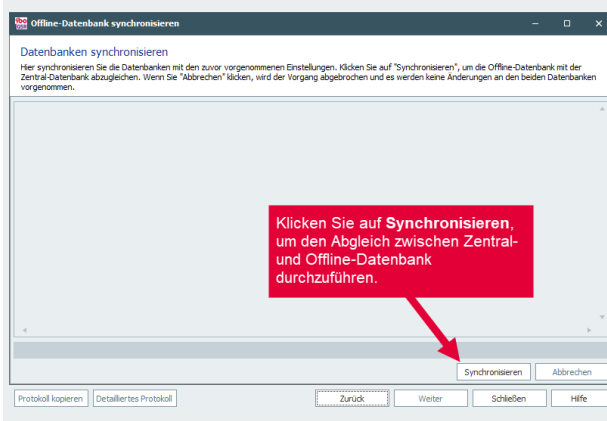 Offline-Datenbank synchronisieren
Datenbanken synchronisieren
Hier synchronisieren Sie die Datenbanken mit den zuvor vorgenommenen Einstellungen. Klicken Sie auf "Synchronisieren", um die Offline-Datenbank mit der
Zentral-Datenbank abzugleichen. Wenn Sie "Abbrechen" klicken, wird der Vorgang abgebrochen und es werden keine Änderungen an den beiden Datenbanken
vorgenommen.
Klicken Sie auf Synchronisieren,
um den Abgleich zwischen Zentral-
und Offline-Datenbank
durchzuführen.
Synchronisieren Abbrechen
Protokoll kopieren Detailliertes Protokoll Zurück Weiter Schließen Hilfe